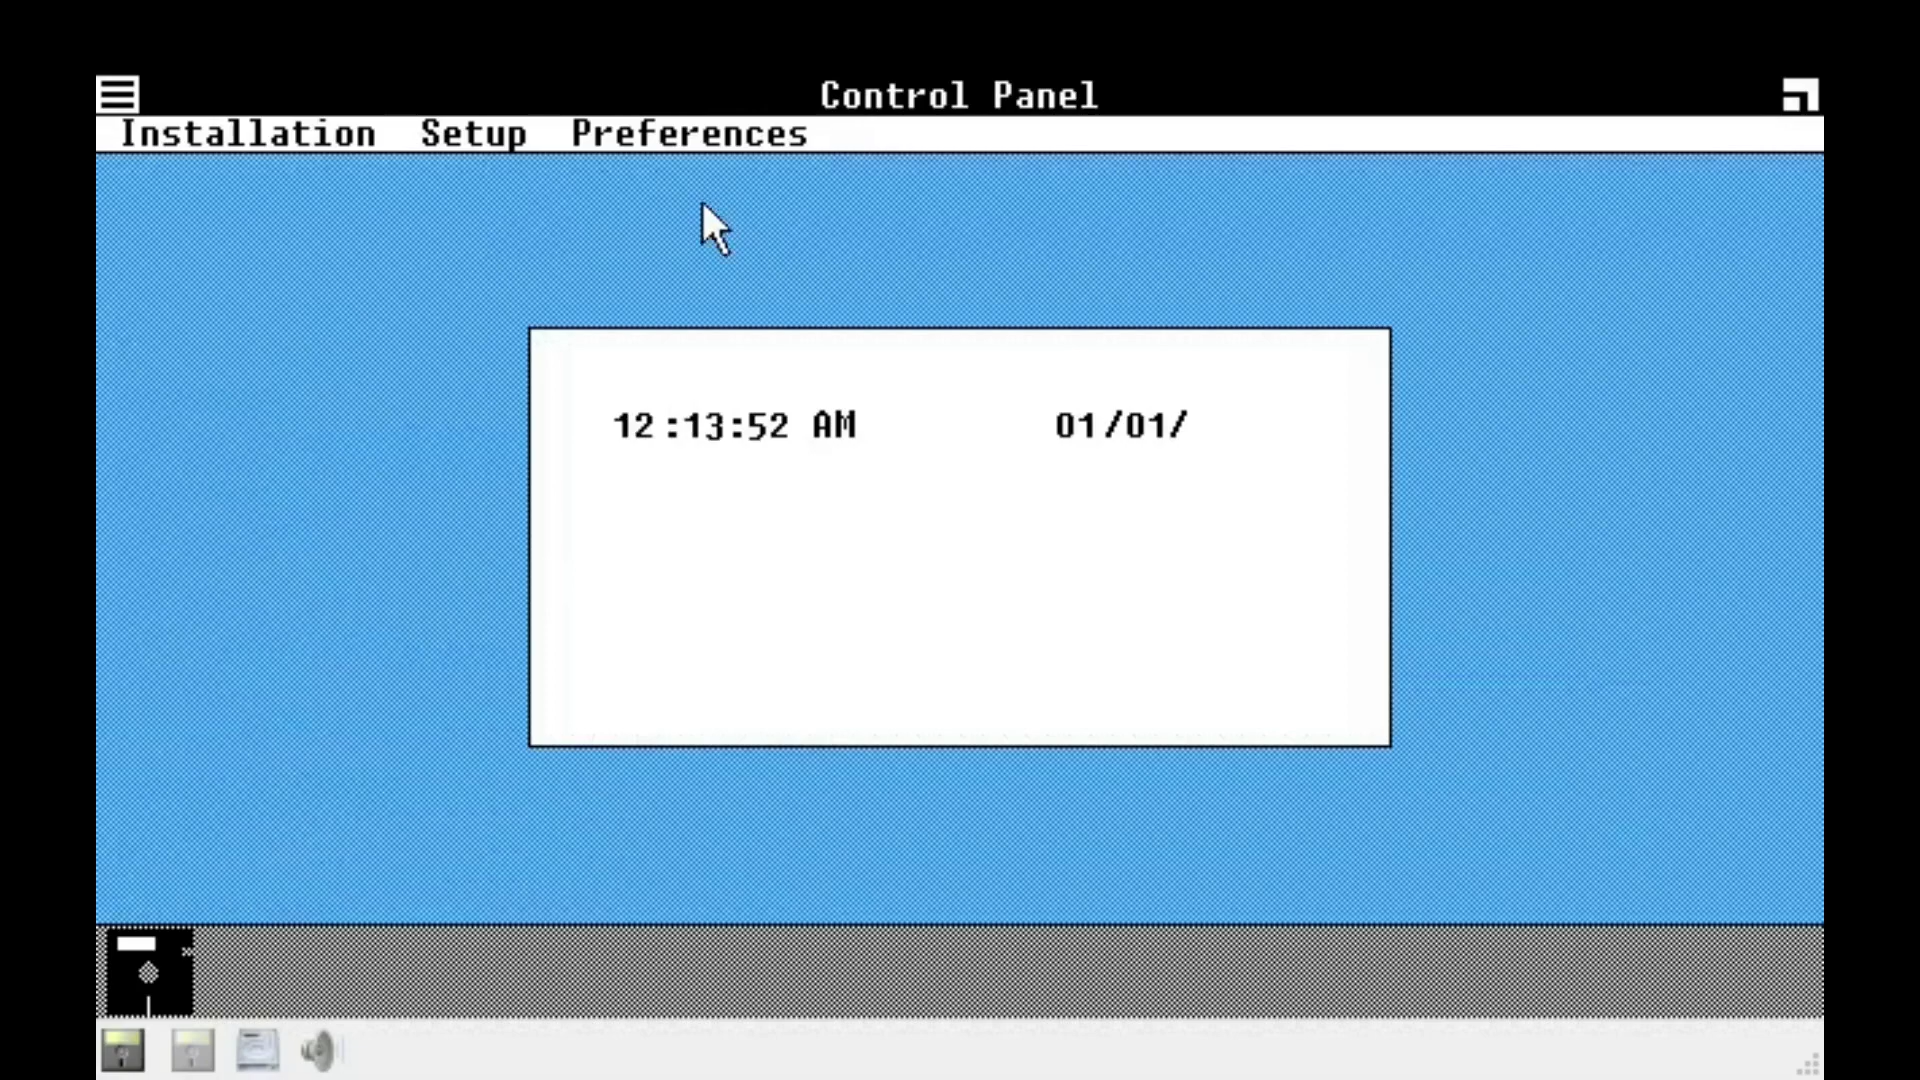 Control Panel
Installation Setup Preferences
12:13:52 AM 01/01/